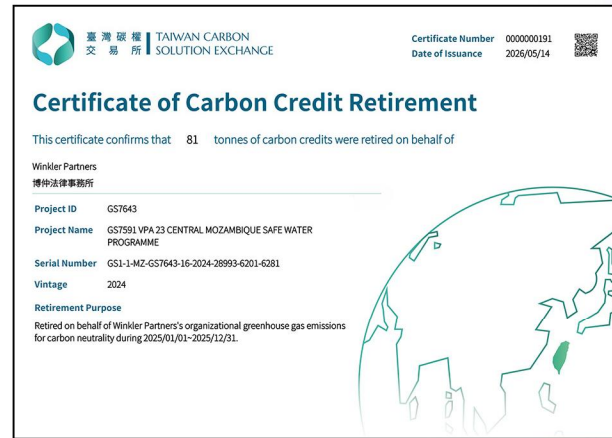 臺灣碳權
交易所
TAIWAN CARBON
SOLUTION EXCHANGE
Certificate Number 0000000191
Date of Issuance 2026/05/14
Certificate of Carbon Credit Retirement
This certificate confirms that 81 tonnes of carbon credits were retired on behalf of
Winkler Partners
博仲法律事務所
Project ID GS7643
Project Name GS7591 VPA 23 CENTRAL MOZAMBIQUE SAFE WATER
PROGRAMME
Serial Number GS1-1-MZ-GS7643-16-2024-28993-6201-6281
Vintage 2024
Retirement Purpose
Retired on behalf of Winkler Partners's organizational greenhouse gas emissions
for carbon neutrality during 2025/01/01~2025/12/31.